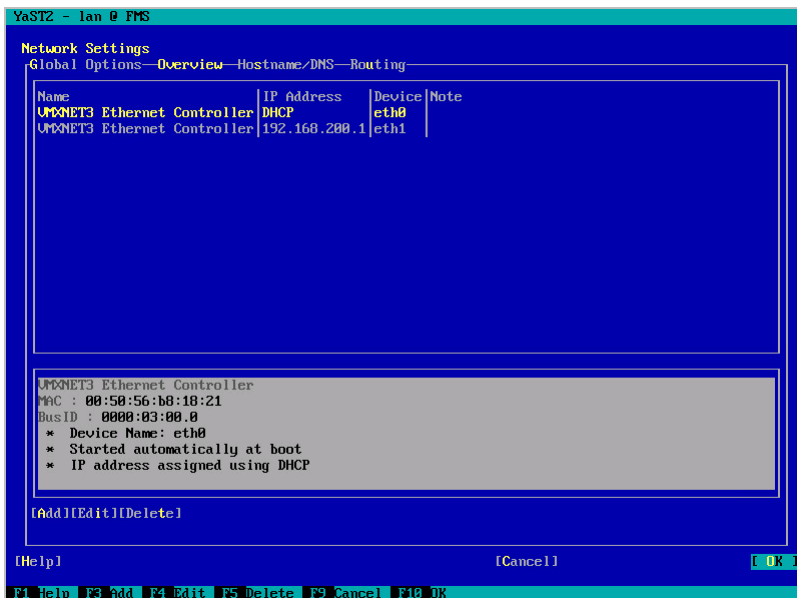 YaST2 - lan @ FMS
Network Settings
Global Options—Overview—Hostname/DNS—Routing
Name |IP Address |Device|Note
VMXNET3 Ethernet Controller|DHCP |eth0 |
VMXNET3 Ethernet Controller|192.168.200.1|eth1 |
VMXNET3 Ethernet Controller
MAC : 00:50:56:b8:18:21
BusID : 0000:03:00.0
* Device Name: eth0
* Started automatically at boot
* IP address assigned using DHCP
[Add][Edit][Delete]
[Help] [Cancel] [ OK ]
F1 Help F3 Add F4 Edit F5 Delete F9 Cancel F10 OK